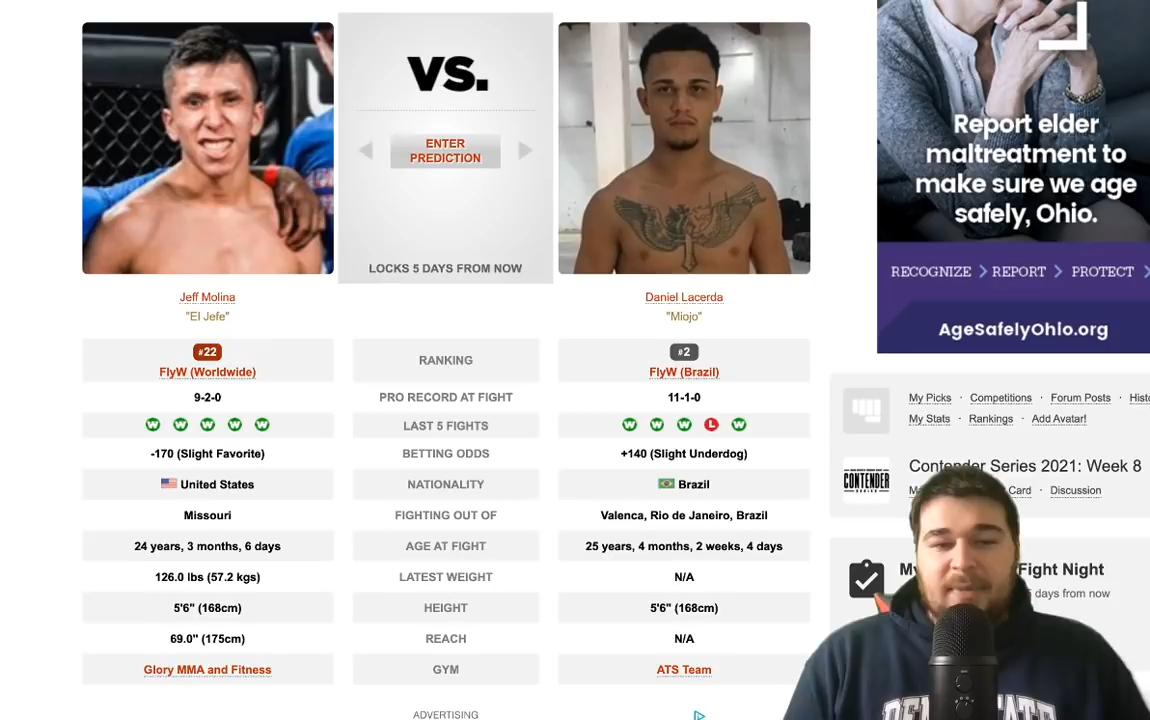 VS.
ENTER
PREDICTION
LOCKS 5 DAYS FROM NOW
Jeff Molina
"El Jefe"
Daniel Lacerda
"Miojo"
#22
FlyW (Worldwide)
RANKING
#2
FlyW (Brazil)
9-2-0
PRO RECORD AT FIGHT
11-1-0
W W W W W
LAST 5 FIGHTS
W W W L W
-170 (Slight Favorite)
BETTING ODDS
+140 (Slight Underdog)
United States
NATIONALITY
Brazil
Missouri
FIGHTING OUT OF
Valenca, Rio de Janeiro, Brazil
24 years, 3 months, 6 days
AGE AT FIGHT
25 years, 4 months, 2 weeks, 4 days
126.0 lbs (57.2 kgs)
LATEST WEIGHT
N/A
5'6" (168cm)
HEIGHT
5'6" (168cm)
69.0" (175cm)
REACH
N/A
Glory MMA and Fitness
GYM
ATS Team
ADVERTISING
Report elder
maltreatment to
make sure we age
safely, Ohio.
RECOGNIZE > REPORT > PROTECT >
AgeSafelyOhio.org
My Picks · Competitions · Forum Posts ·
My Stats · Rankings · Add Avatar!
Contender Series 2021: Week 8
CONTENDER
Card · Discussion
Fight Night
days from now